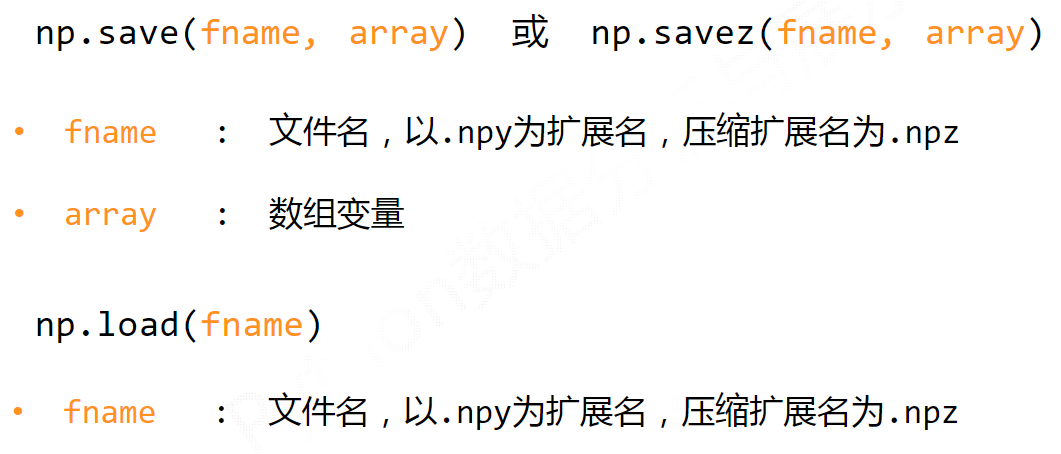 np.save(fname, array) 或 np.savez(fname, array)
• fname : 文件名，以.npy为扩展名，压缩扩展名为.npz
• array : 数组变量
np.load(fname)
• fname : 文件名，以.npy为扩展名，压缩扩展名为.npz